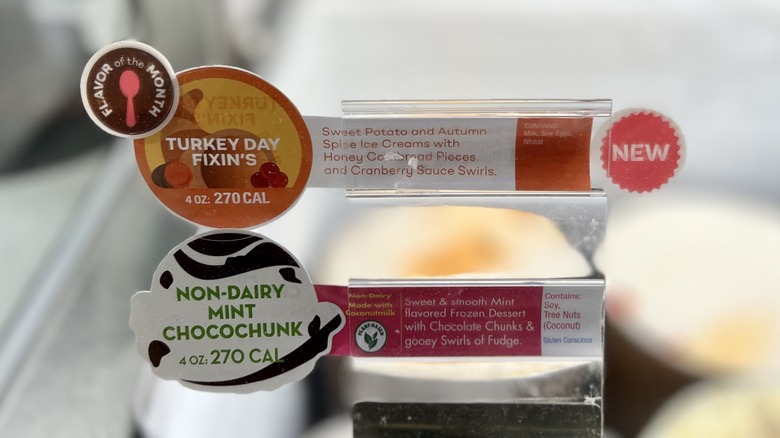 FLAVOR of the MONTH
TURKEY DAY
FIXIN'S
4 OZ: 270 CAL
Sweet Potato and Autumn
Spice Ice Creams with
Honey Cornbread Pieces
and Cranberry Sauce Swirls.
CONTAINS:
Milk, Soy, Eggs,
Wheat
NEW
NON-DAIRY
MINT
CHOCOCHUNK
4 OZ: 270 CAL
Non-Dairy
Made with
Coconutmilk
PLANT-BASED
Sweet & smooth Mint
flavored Frozen Dessert
with Chocolate Chunks &
gooey Swirls of Fudge.
Contains:
Soy,
Tree Nuts
(Coconut)
Gluten Conscious